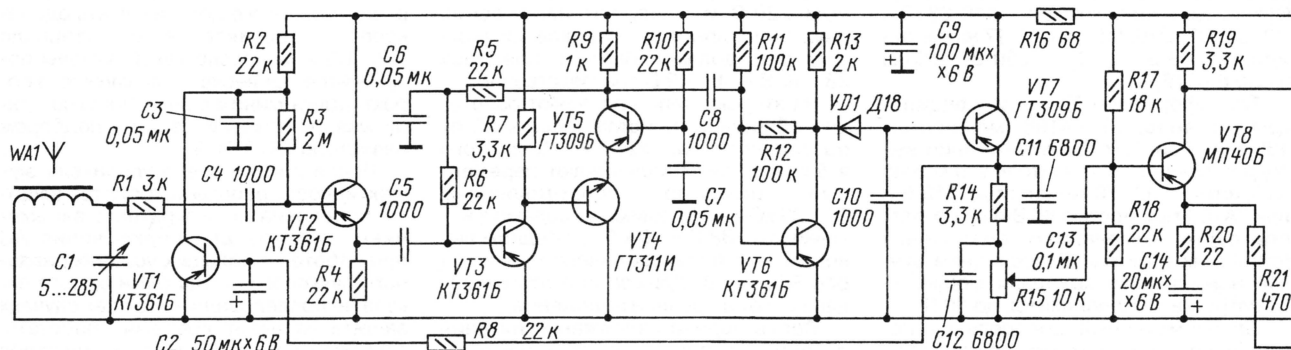 WA1
R1 3к
C1
5...285
C2 50 мк×6В
VT1
КТ361Б
C3
0,05 мк
R2
22 к
R3
2 М
C4 1000
VT2
КТ361Б
R4
22 к
C5
1000
C6
0,05 мк
R5
22 к
R6
22 к
R7
3,3 к
VT3
КТ361Б
R8 22 к
R9
1 к
VT5
ГТ309Б
VT4
ГТ311И
R10
22 к
C7
0,05 мк
C8
1000
R11
100 к
R12
100 к
R13
2 к
VT6
КТ361Б
VD1 Д18
C10
1000
C9
100 мк×
×6 В
VT7
ГТ309Б
R14
3,3 к
C11 6800
C12 6800
R15 10 к
C13
0,1 мк
R16 68
R17
18 к
R18
22 к
VT8
МП40Б
R19
3,3 к
R20
22
C14
20 мк×
×6 В
R21
470